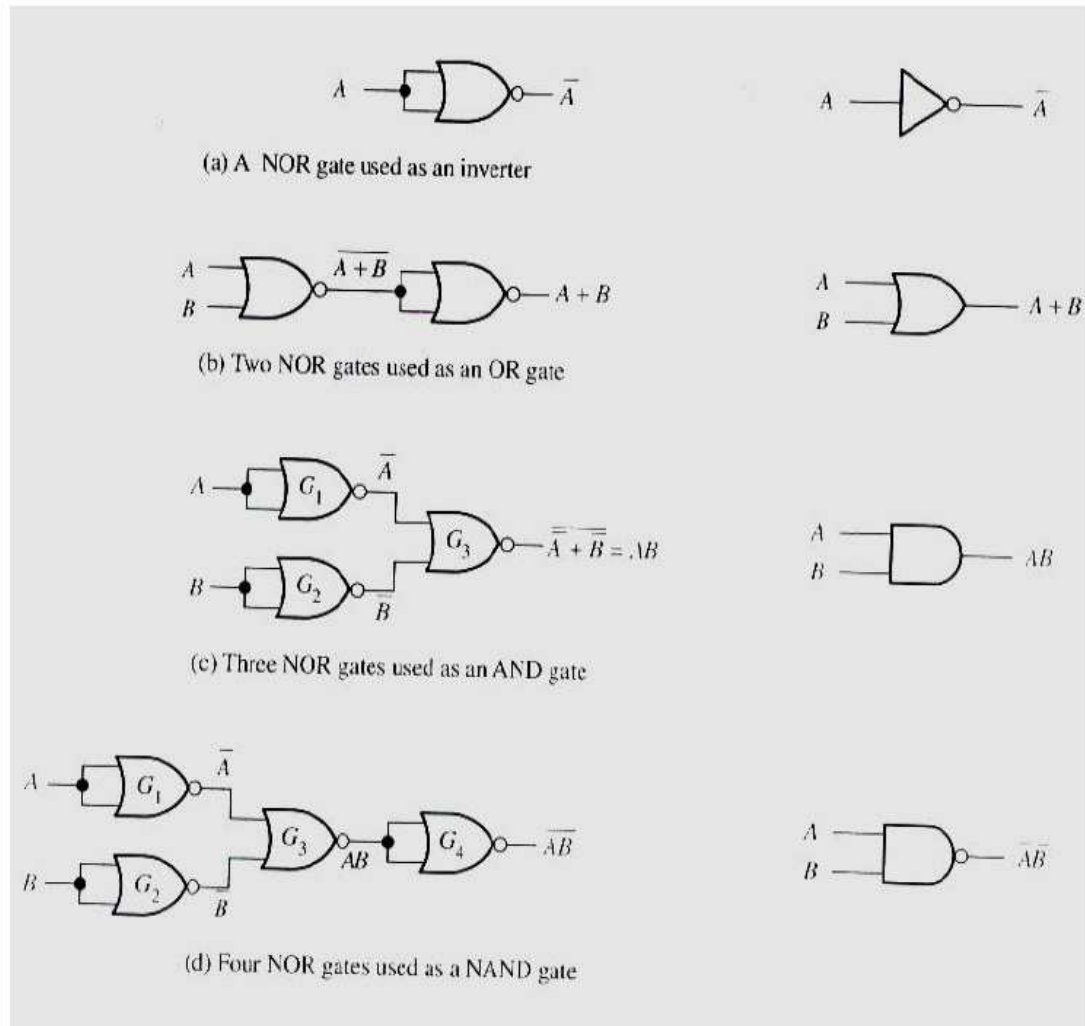 A
A̅
A
A̅
(a) A NOR gate used as an inverter
A
B
A̅ ̅+̅ ̅B̅
A + B
A
B
A + B
(b) Two NOR gates used as an OR gate
A
G₁
A̅
B
G₂
B̅
G₃
A̿ ̅+̅ ̅B̿ = AB
A
B
AB
(c) Three NOR gates used as an AND gate
A
G₁
A̅
B
G₂
B̅
G₃
AB
G₄
A̅B̅
A
B
A̅B̅
(d) Four NOR gates used as a NAND gate